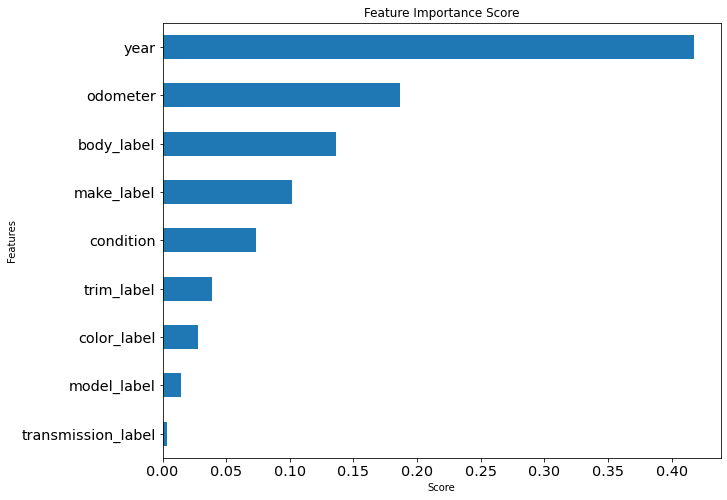 Feature Importance Score
year
odometer
body_label
make_label
condition
trim_label
color_label
model_label
transmission_label
Features
0.00 0.05 0.10 0.15 0.20 0.25 0.30 0.35 0.40
Score